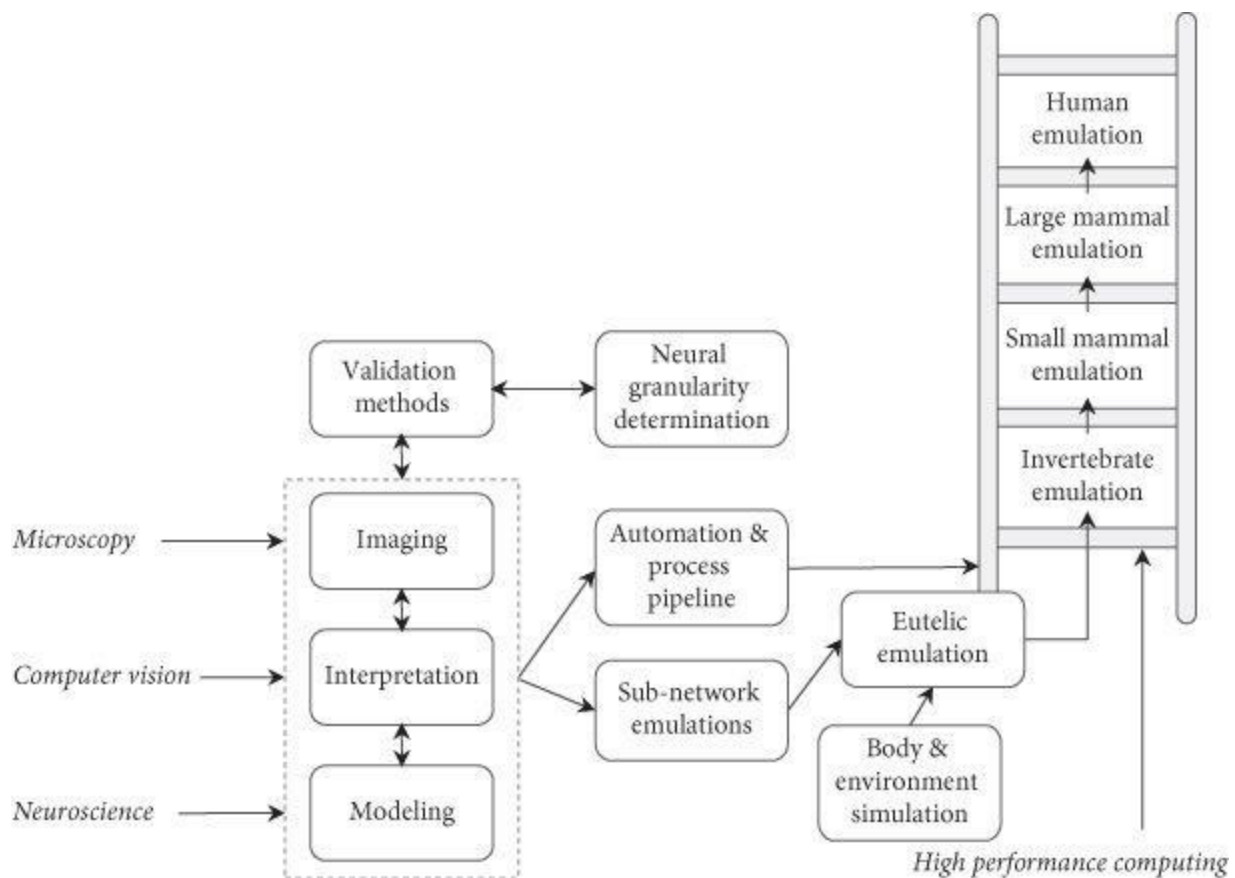 Human
emulation
Large mammal
emulation
Small mammal
emulation
Invertebrate
emulation
Validation
methods
Neural
granularity
determination
Microscopy
Imaging
Automation &
process
pipeline
Computer vision
Interpretation
Sub-network
emulations
Eutelic
emulation
Neuroscience
Modeling
Body &
environment
simulation
High performance computing